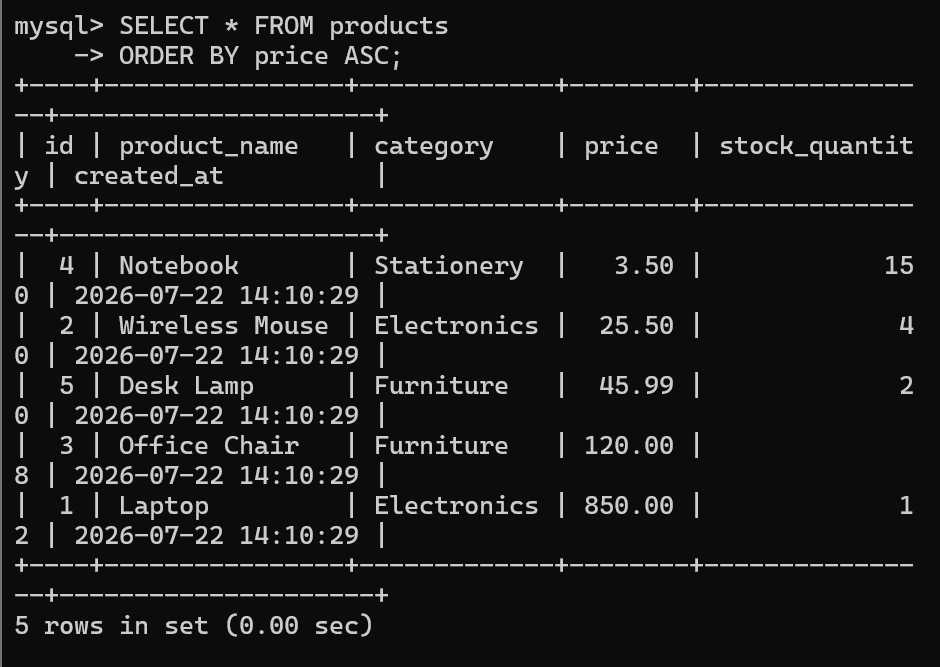 mysql> SELECT * FROM products
    -> ORDER BY price ASC;
+----+----------------+-------------+--------+--------------
--+---------------------+
| id | product_name   | category    | price  | stock_quantit
y | created_at          |
+----+----------------+-------------+--------+--------------
--+---------------------+
|  4 | Notebook       | Stationery  |   3.50 |            15
0 | 2026-07-22 14:10:29 |
|  2 | Wireless Mouse | Electronics |  25.50 |             4
0 | 2026-07-22 14:10:29 |
|  5 | Desk Lamp      | Furniture   |  45.99 |             2
0 | 2026-07-22 14:10:29 |
|  3 | Office Chair   | Furniture   | 120.00 |
8 | 2026-07-22 14:10:29 |
|  1 | Laptop         | Electronics | 850.00 |             1
2 | 2026-07-22 14:10:29 |
+----+----------------+-------------+--------+--------------
--+---------------------+
5 rows in set (0.00 sec)